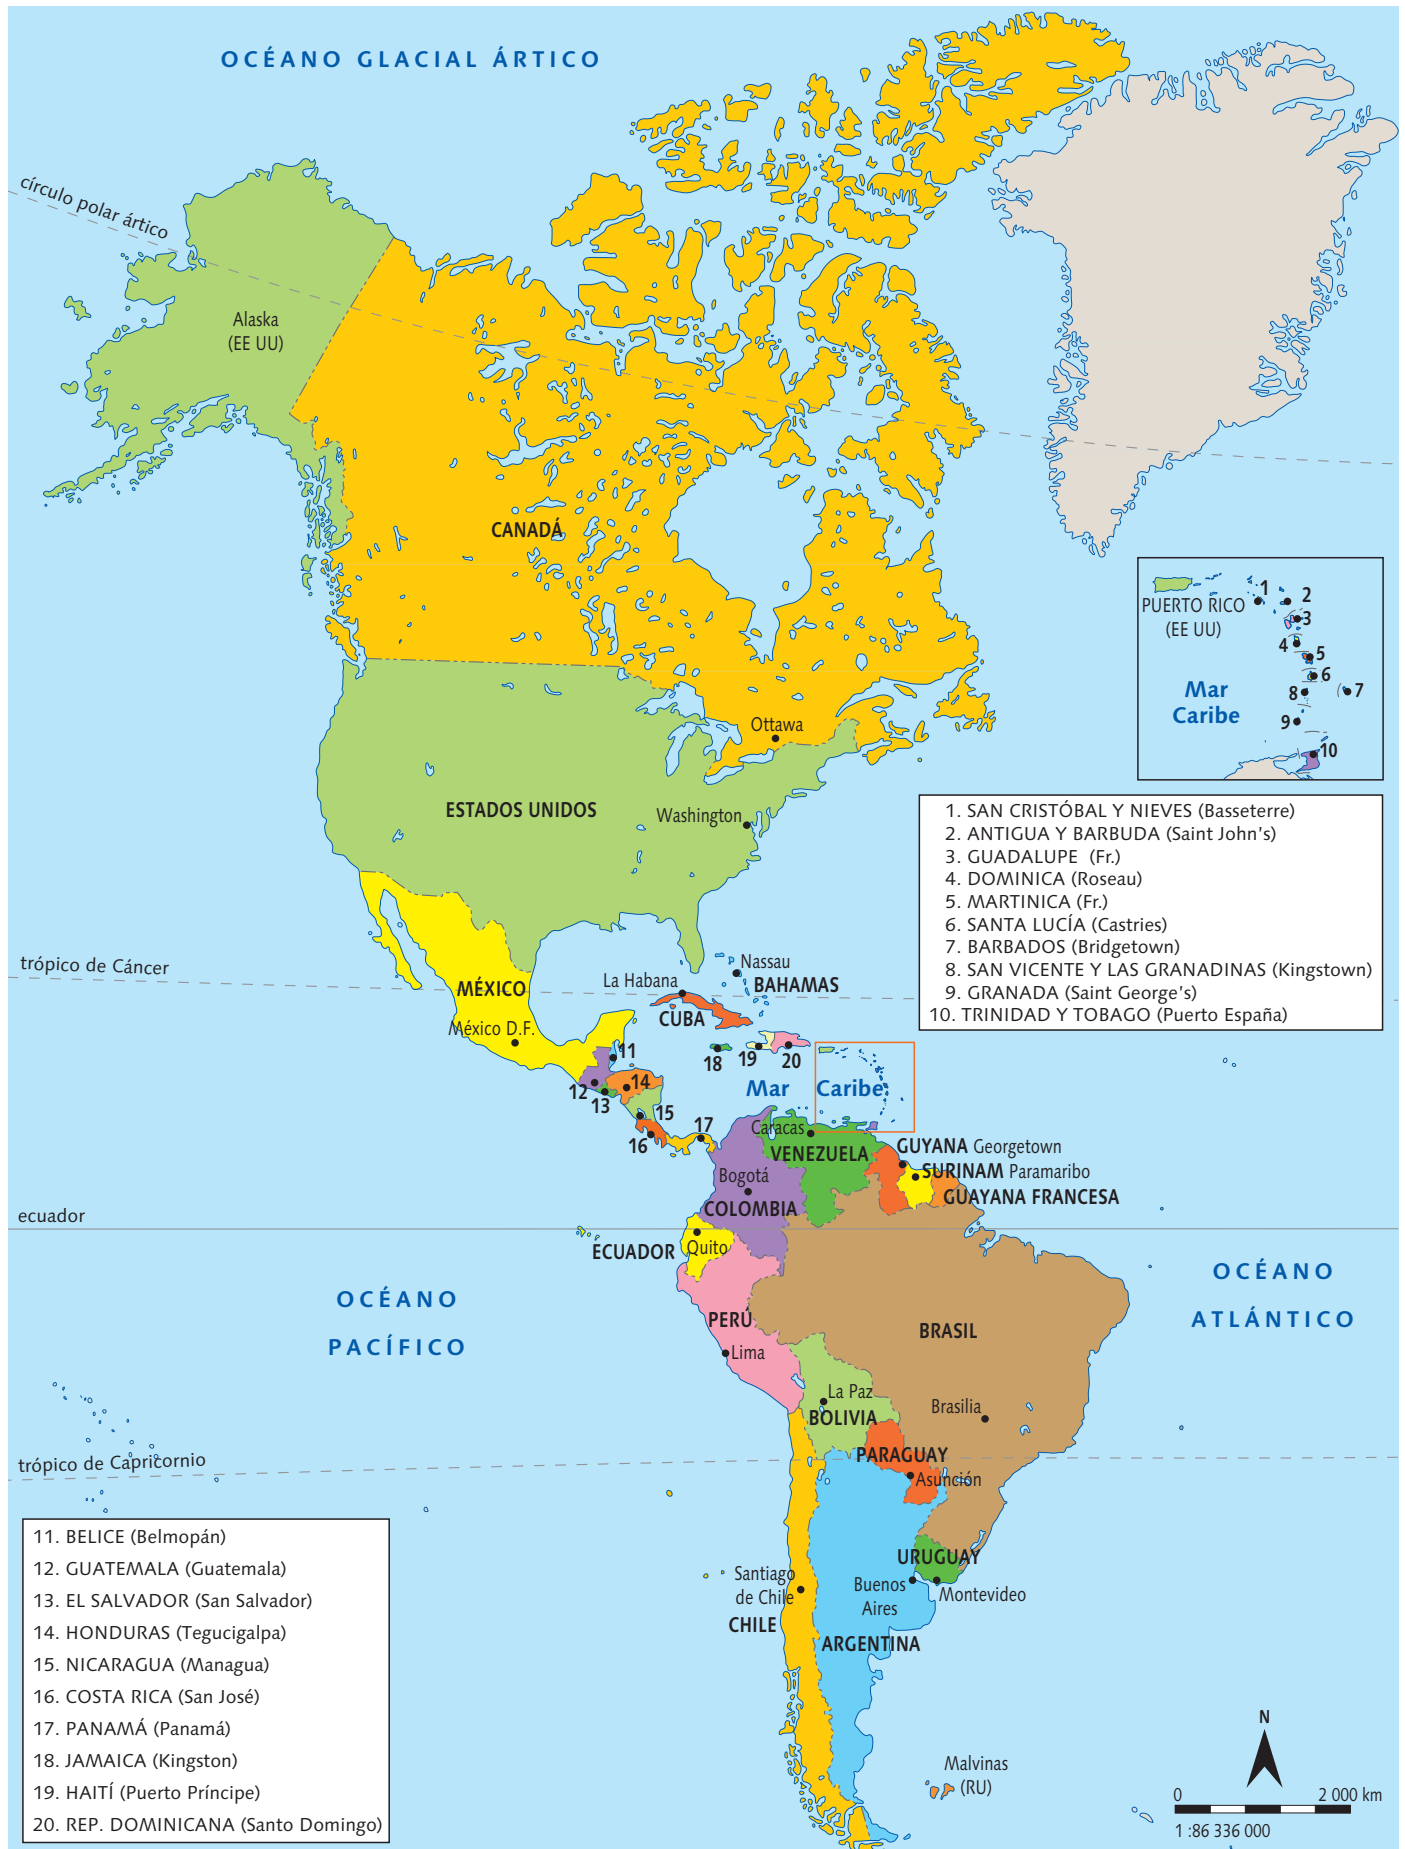 OCÉANO GLACIAL ÁRTICO
círculo polar ártico
Alaska
(EE UU)
CANADÁ
Ottawa
ESTADOS UNIDOS
Washington
PUERTO RICO
(EE UU)
1
2
3
4
5
6
7
8
9
10
Mar
Caribe
1. SAN CRISTÓBAL Y NIEVES (Basseterre)
2. ANTIGUA Y BARBUDA (Saint John's)
3. GUADALUPE (Fr.)
4. DOMINICA (Roseau)
5. MARTINICA (Fr.)
6. SANTA LUCÍA (Castries)
7. BARBADOS (Bridgetown)
8. SAN VICENTE Y LAS GRANADINAS (Kingstown)
9. GRANADA (Saint George's)
10. TRINIDAD Y TOBAGO (Puerto España)
trópico de Cáncer
MÉXICO
México D.F.
La Habana
CUBA
Nassau
BAHAMAS
11
12
13
14
15
16
17
18
19
20
Mar Caribe
Caracas
VENEZUELA
GUYANA Georgetown
SURINAM Paramaribo
GUAYANA FRANCESA
Bogotá
COLOMBIA
ecuador
ECUADOR
Quito
OCÉANO
PACÍFICO
OCÉANO
ATLÁNTICO
PERÚ
Lima
BRASIL
Brasilia
La Paz
BOLIVIA
PARAGUAY
Asunción
trópico de Capricornio
URUGUAY
Montevideo
Buenos
Aires
Santiago
de Chile
CHILE
ARGENTINA
Malvinas
(RU)
11. BELICE (Belmopán)
12. GUATEMALA (Guatemala)
13. EL SALVADOR (San Salvador)
14. HONDURAS (Tegucigalpa)
15. NICARAGUA (Managua)
16. COSTA RICA (San José)
17. PANAMÁ (Panamá)
18. JAMAICA (Kingston)
19. HAITÍ (Puerto Príncipe)
20. REP. DOMINICANA (Santo Domingo)
N
0 2 000 km
1 :86 336 000